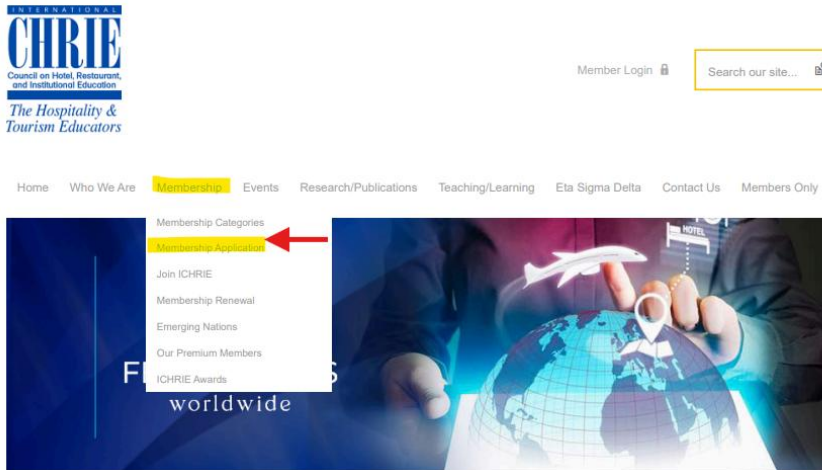 INTERNATIONAL
CHRIE
Council on Hotel, Restaurant,
and Institutional Education
The Hospitality &
Tourism Educators
Member Login
Search our site...
Home Who We Are Membership Events Research/Publications Teaching/Learning Eta Sigma Delta Contact Us Members Only
Membership Categories
Membership Application
Join ICHRIE
Membership Renewal
Emerging Nations
Our Premium Members
ICHRIE Awards
HOTEL
worldwide